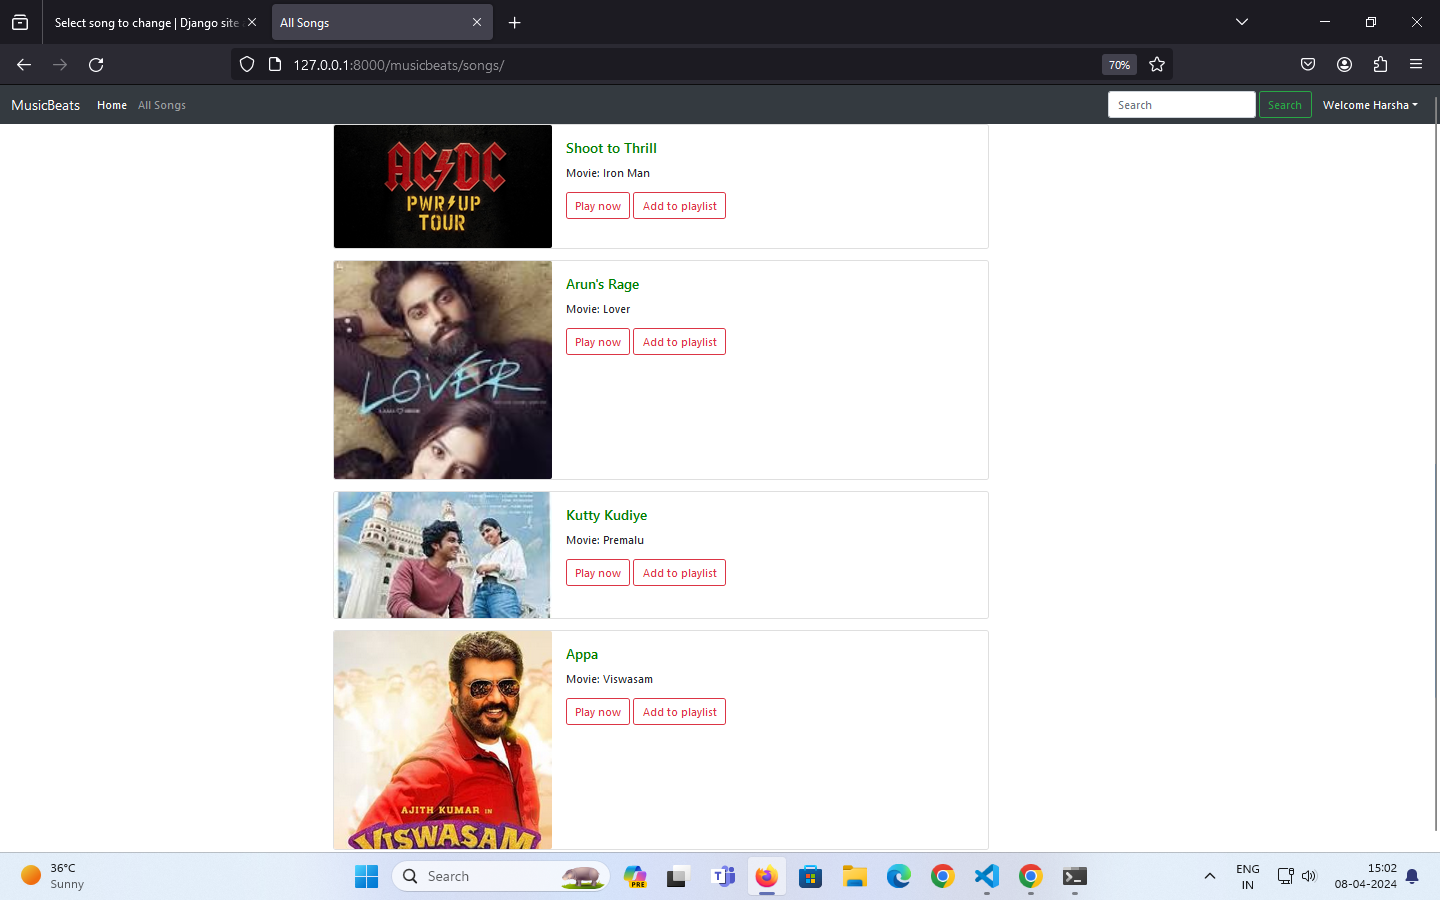 Select song to change | Django site
All Songs
127.0.0.1:8000/musicbeats/songs/
70%
MusicBeats
Home
All Songs
Search
Search
Welcome Harsha
AC DC
PWR UP
TOUR
Shoot to Thrill
Movie: Iron Man
Play now
Add to playlist
LOVER
Arun's Rage
Movie: Lover
Play now
Add to playlist
Kutty Kudiye
Movie: Premalu
Play now
Add to playlist
AJITH KUMAR IN
VISWASAM
Appa
Movie: Viswasam
Play now
Add to playlist
36°C
Sunny
Search
PRE
ENG
IN
15:02
08-04-2024